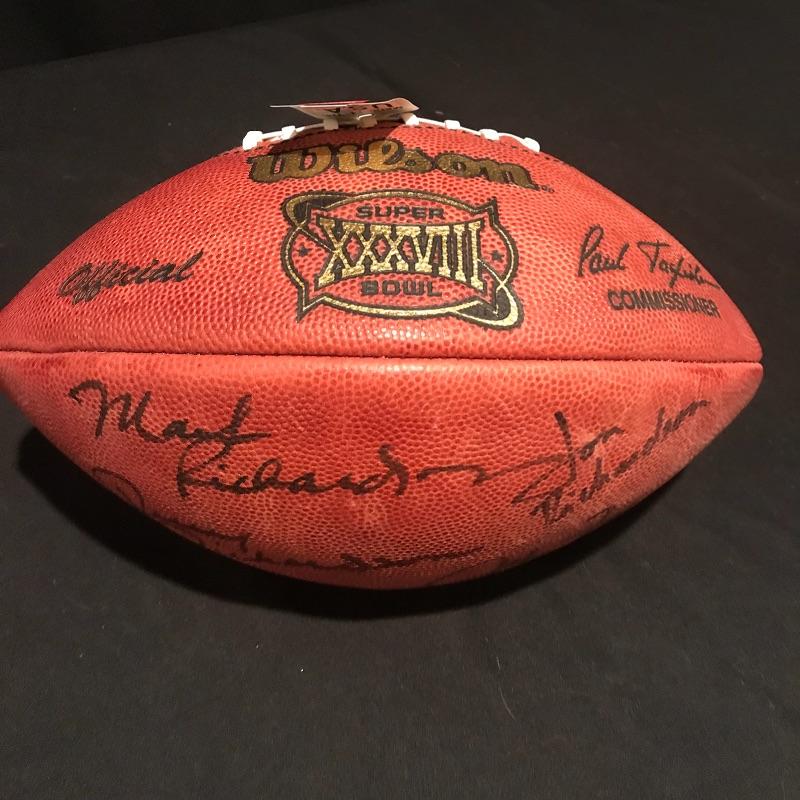 Wilson
SUPER
XXXVIII
BOWL
Official
Paul Tagliabue
COMMISSIONER
Mark
Richardson
Jon
Richardson